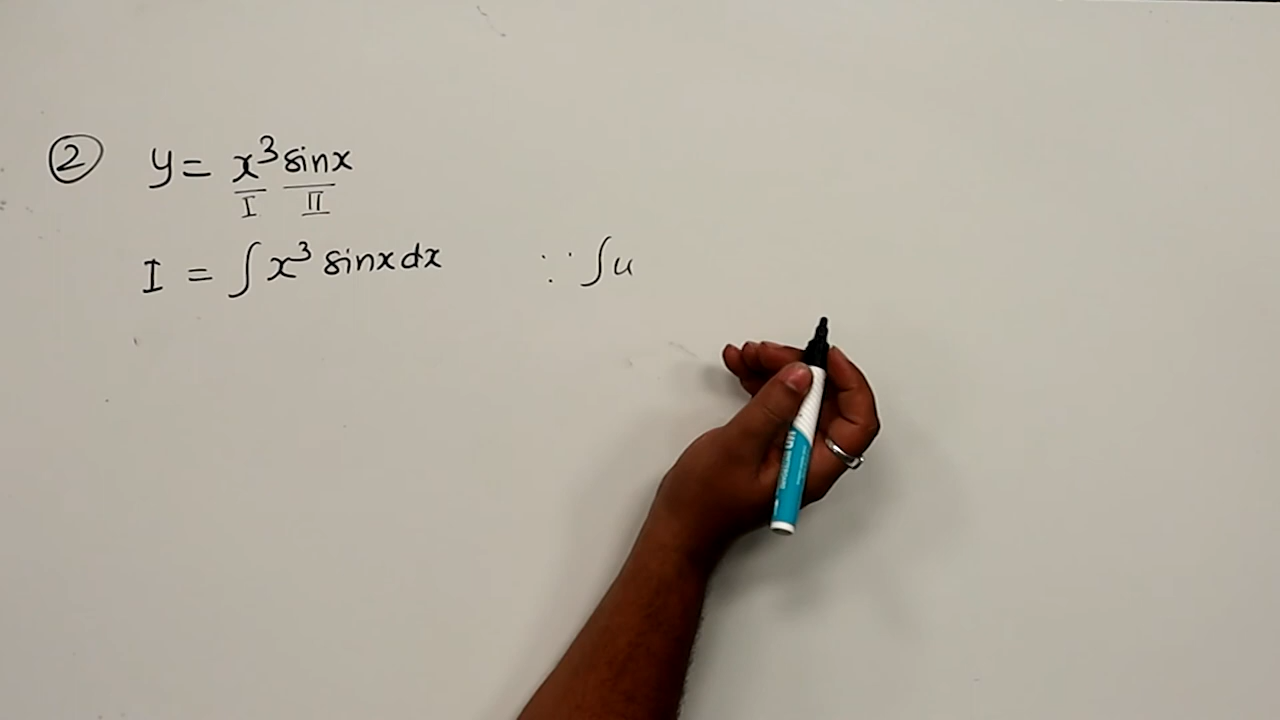 ② y = x³ sinx
I II
I = ∫ x³ sinx dx ∵ ∫u